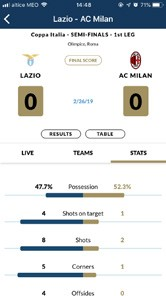 altice MEO 14:48
Lazio - AC Milan
Coppa Italia - SEMI-FINALS - 1st LEG
Olimpico, Roma
FINAL SCORE
LAZIO AC MILAN
0 0
2/26/19
RESULTS TABLE
LIVE TEAMS STATS
47.7% Possession 52.3%
4 Shots on target 1
8 Shots 2
5 Corners 1
4 Offsides 0